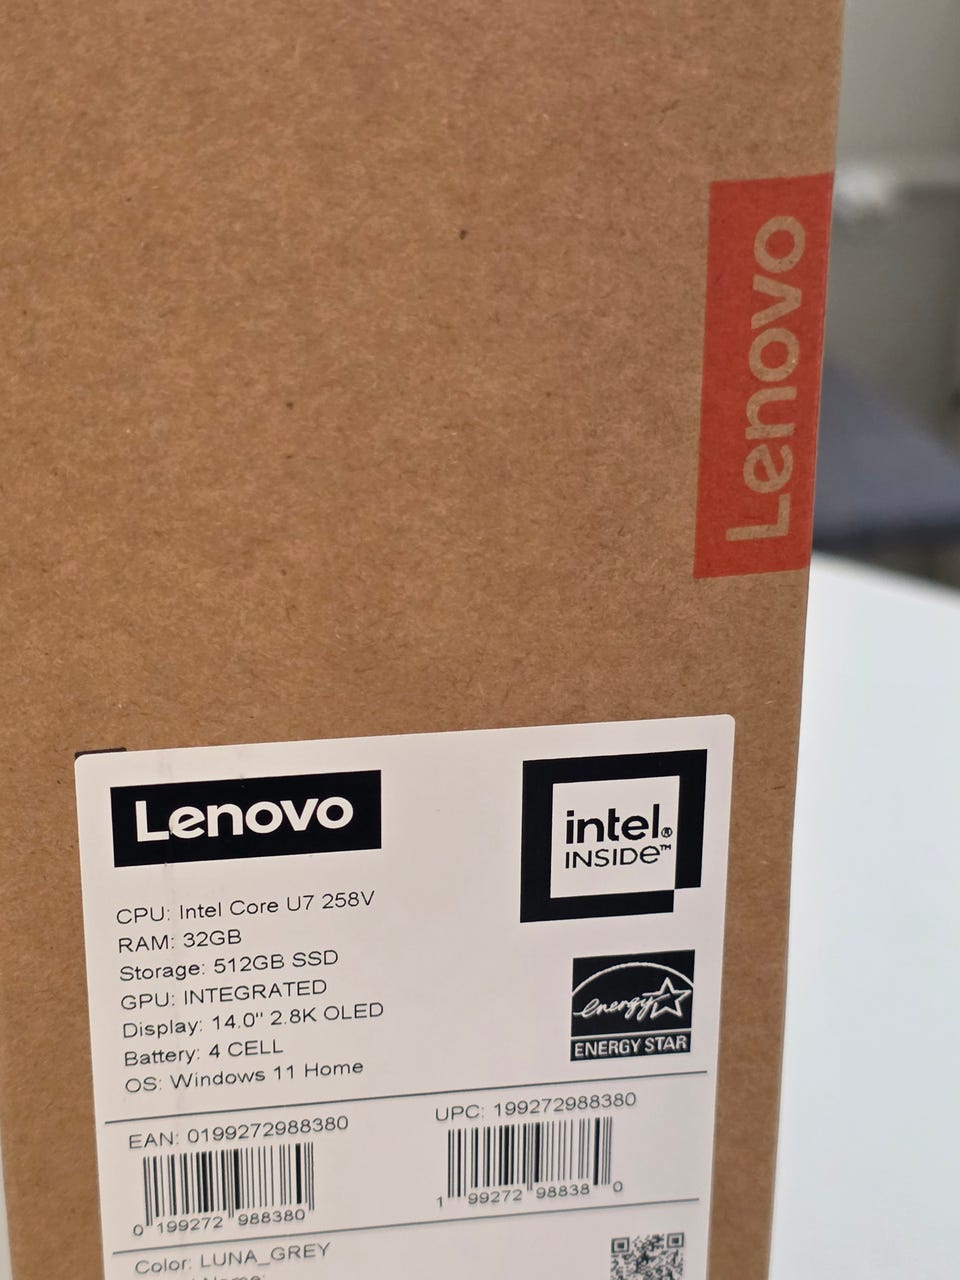 Lenovo
Lenovo
intel®
INSIDE™
CPU: Intel Core U7 258V
RAM: 32GB
Storage: 512GB SSD
GPU: INTEGRATED
Display: 14.0" 2.8K OLED
Battery: 4 CELL
OS: Windows 11 Home
energy
ENERGY STAR
EAN: 0199272988380
0 199272 988380
UPC: 199272988380
1 99272 98838 0
Color: LUNA_GREY